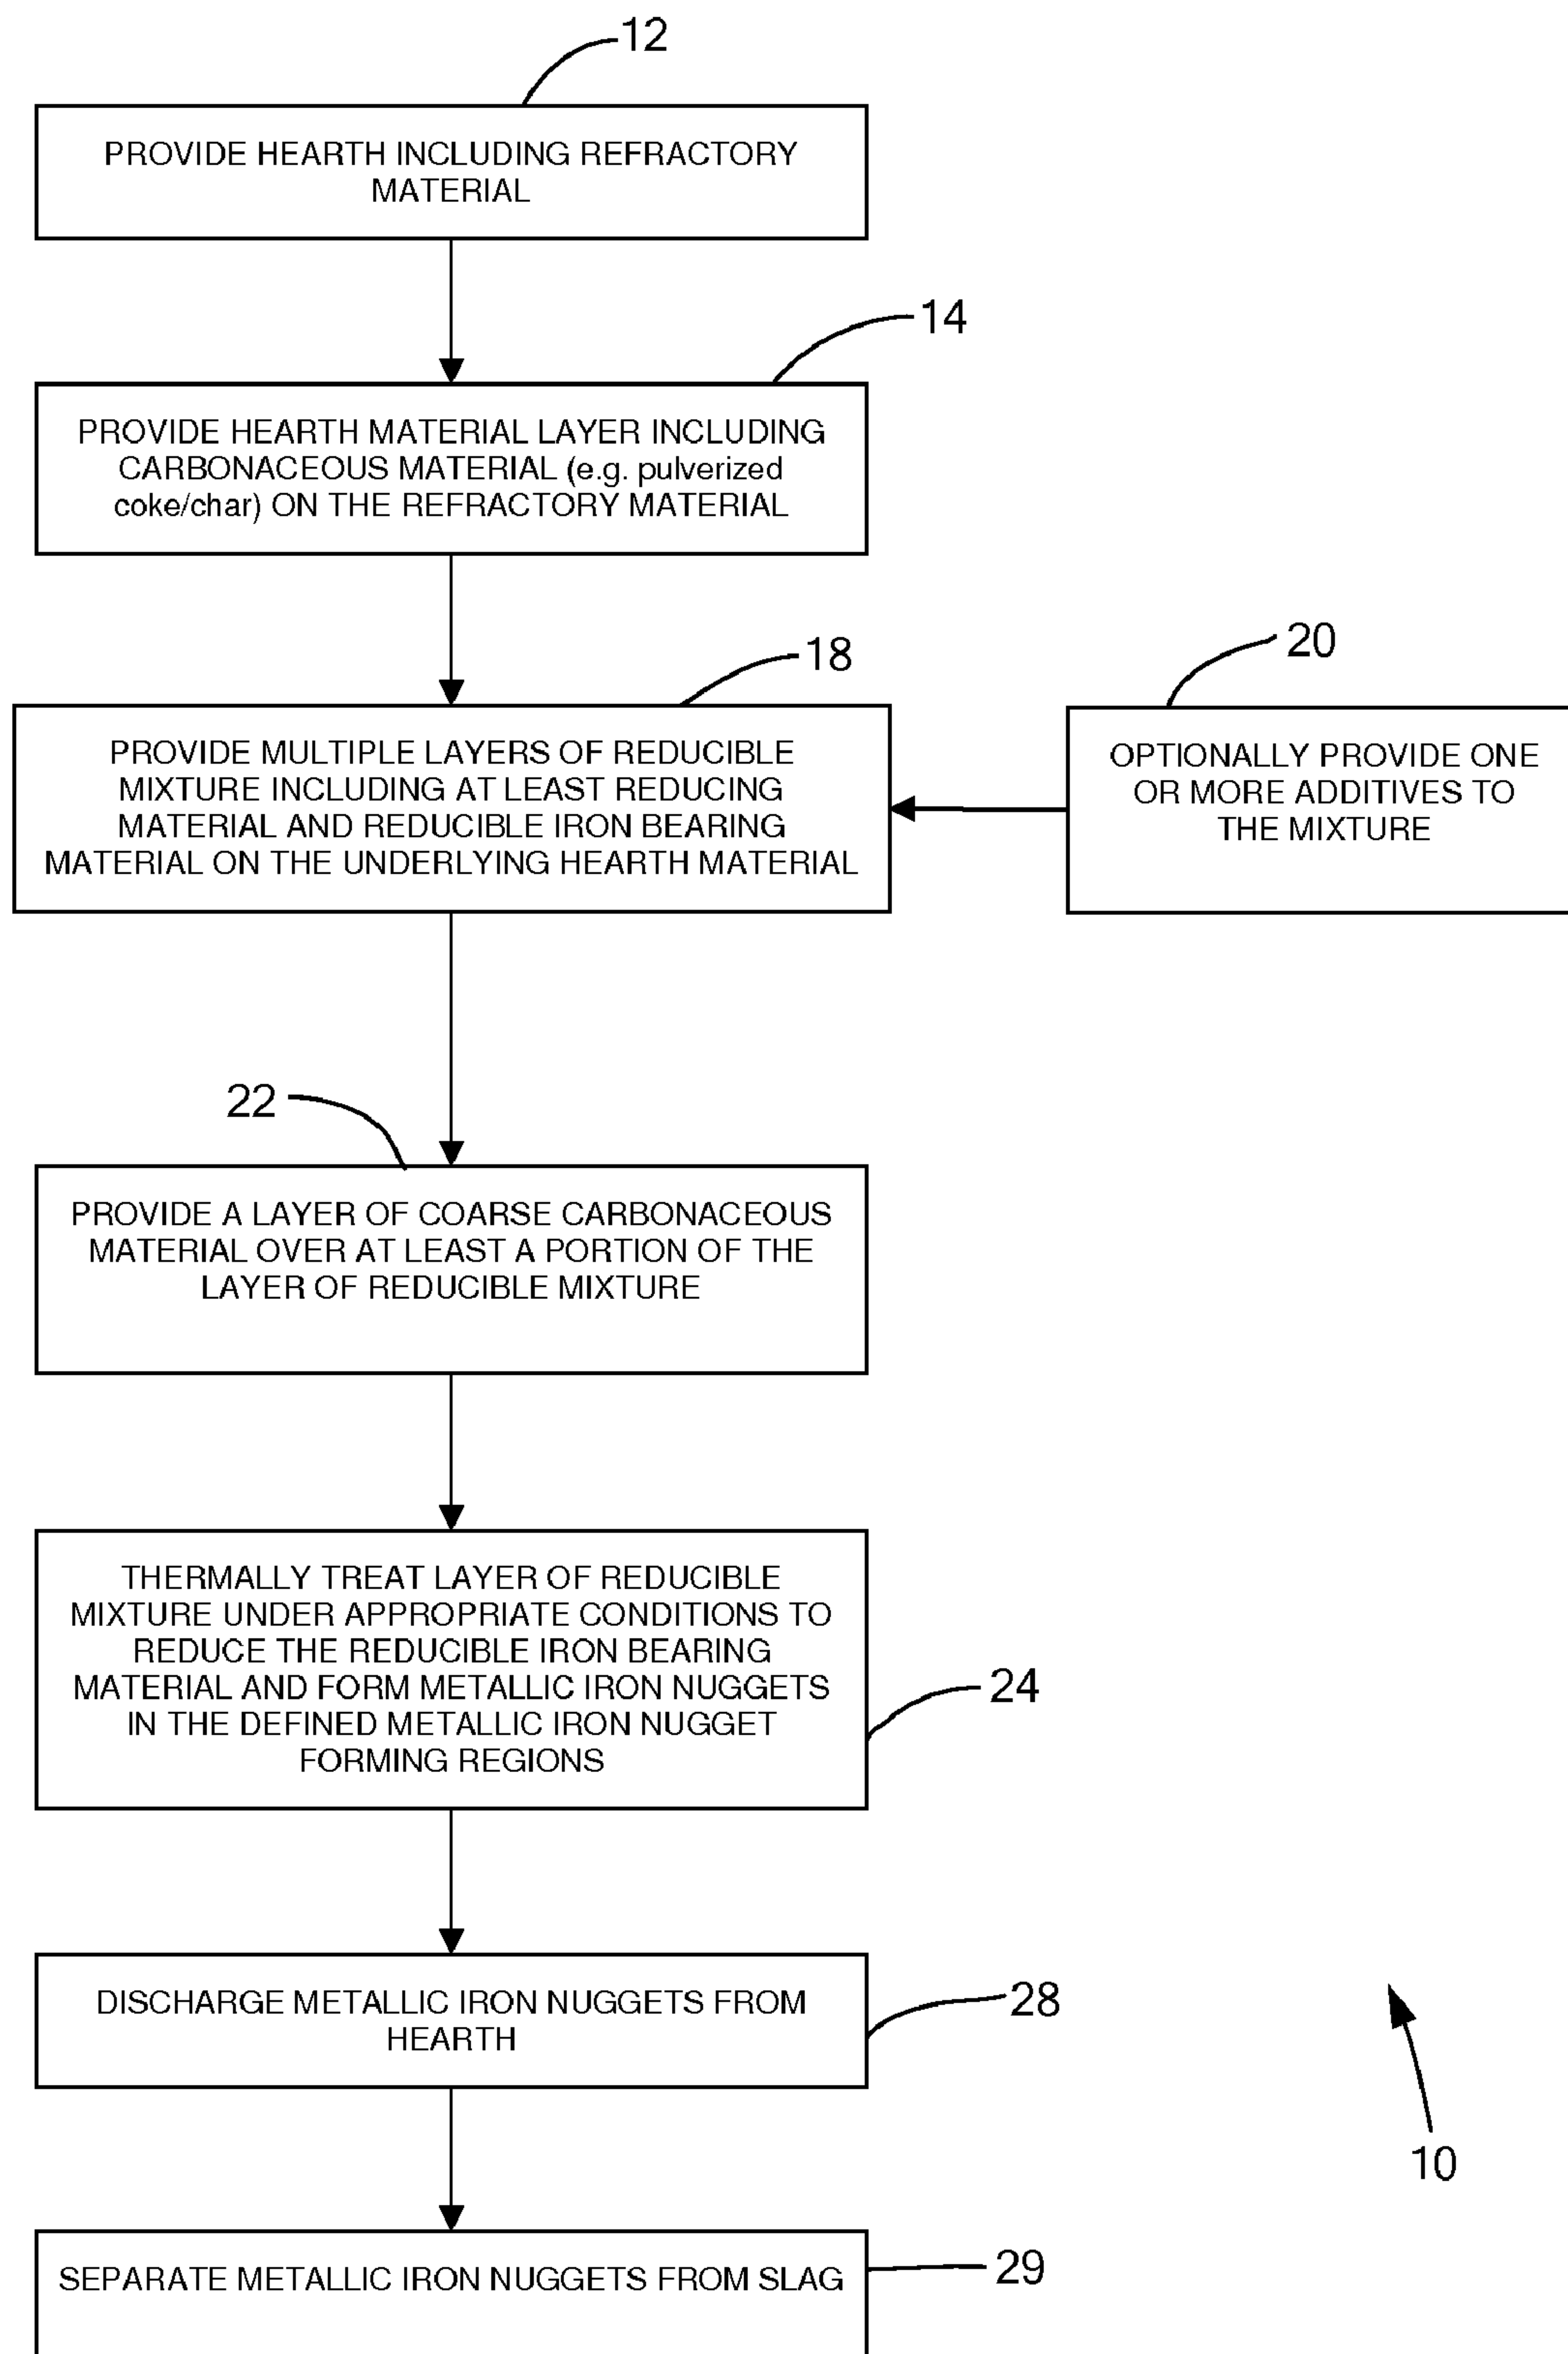 12
PROVIDE HEARTH INCLUDING REFRACTORY
MATERIAL
14
PROVIDE HEARTH MATERIAL LAYER INCLUDING
CARBONACEOUS MATERIAL (e.g. pulverized
coke/char) ON THE REFRACTORY MATERIAL
18
PROVIDE MULTIPLE LAYERS OF REDUCIBLE
MIXTURE INCLUDING AT LEAST REDUCING
MATERIAL AND REDUCIBLE IRON BEARING
MATERIAL ON THE UNDERLYING HEARTH MATERIAL
20
OPTIONALLY PROVIDE ONE
OR MORE ADDITIVES TO
THE MIXTURE
22
PROVIDE A LAYER OF COARSE CARBONACEOUS
MATERIAL OVER AT LEAST A PORTION OF THE
LAYER OF REDUCIBLE MIXTURE
THERMALLY TREAT LAYER OF REDUCIBLE
MIXTURE UNDER APPROPRIATE CONDITIONS TO
REDUCE THE REDUCIBLE IRON BEARING
MATERIAL AND FORM METALLIC IRON NUGGETS
IN THE DEFINED METALLIC IRON NUGGET
FORMING REGIONS
24
DISCHARGE METALLIC IRON NUGGETS FROM
HEARTH
28
10
SEPARATE METALLIC IRON NUGGETS FROM SLAG
29